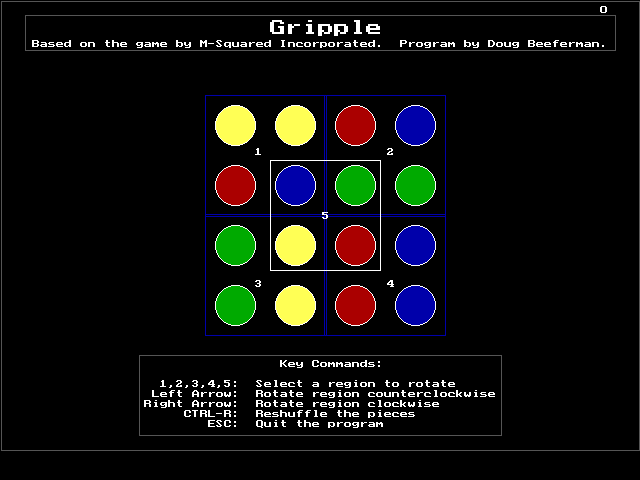 0
Gripple
Based on the game by M-Squared Incorporated.  Program by Doug Beeferman.
1 2
5
3 4
Key Commands:
1,2,3,4,5:  Select a region to rotate
Left Arrow:  Rotate region counterclockwise
Right Arrow:  Rotate region clockwise
CTRL-R:  Reshuffle the pieces
ESC:  Quit the program